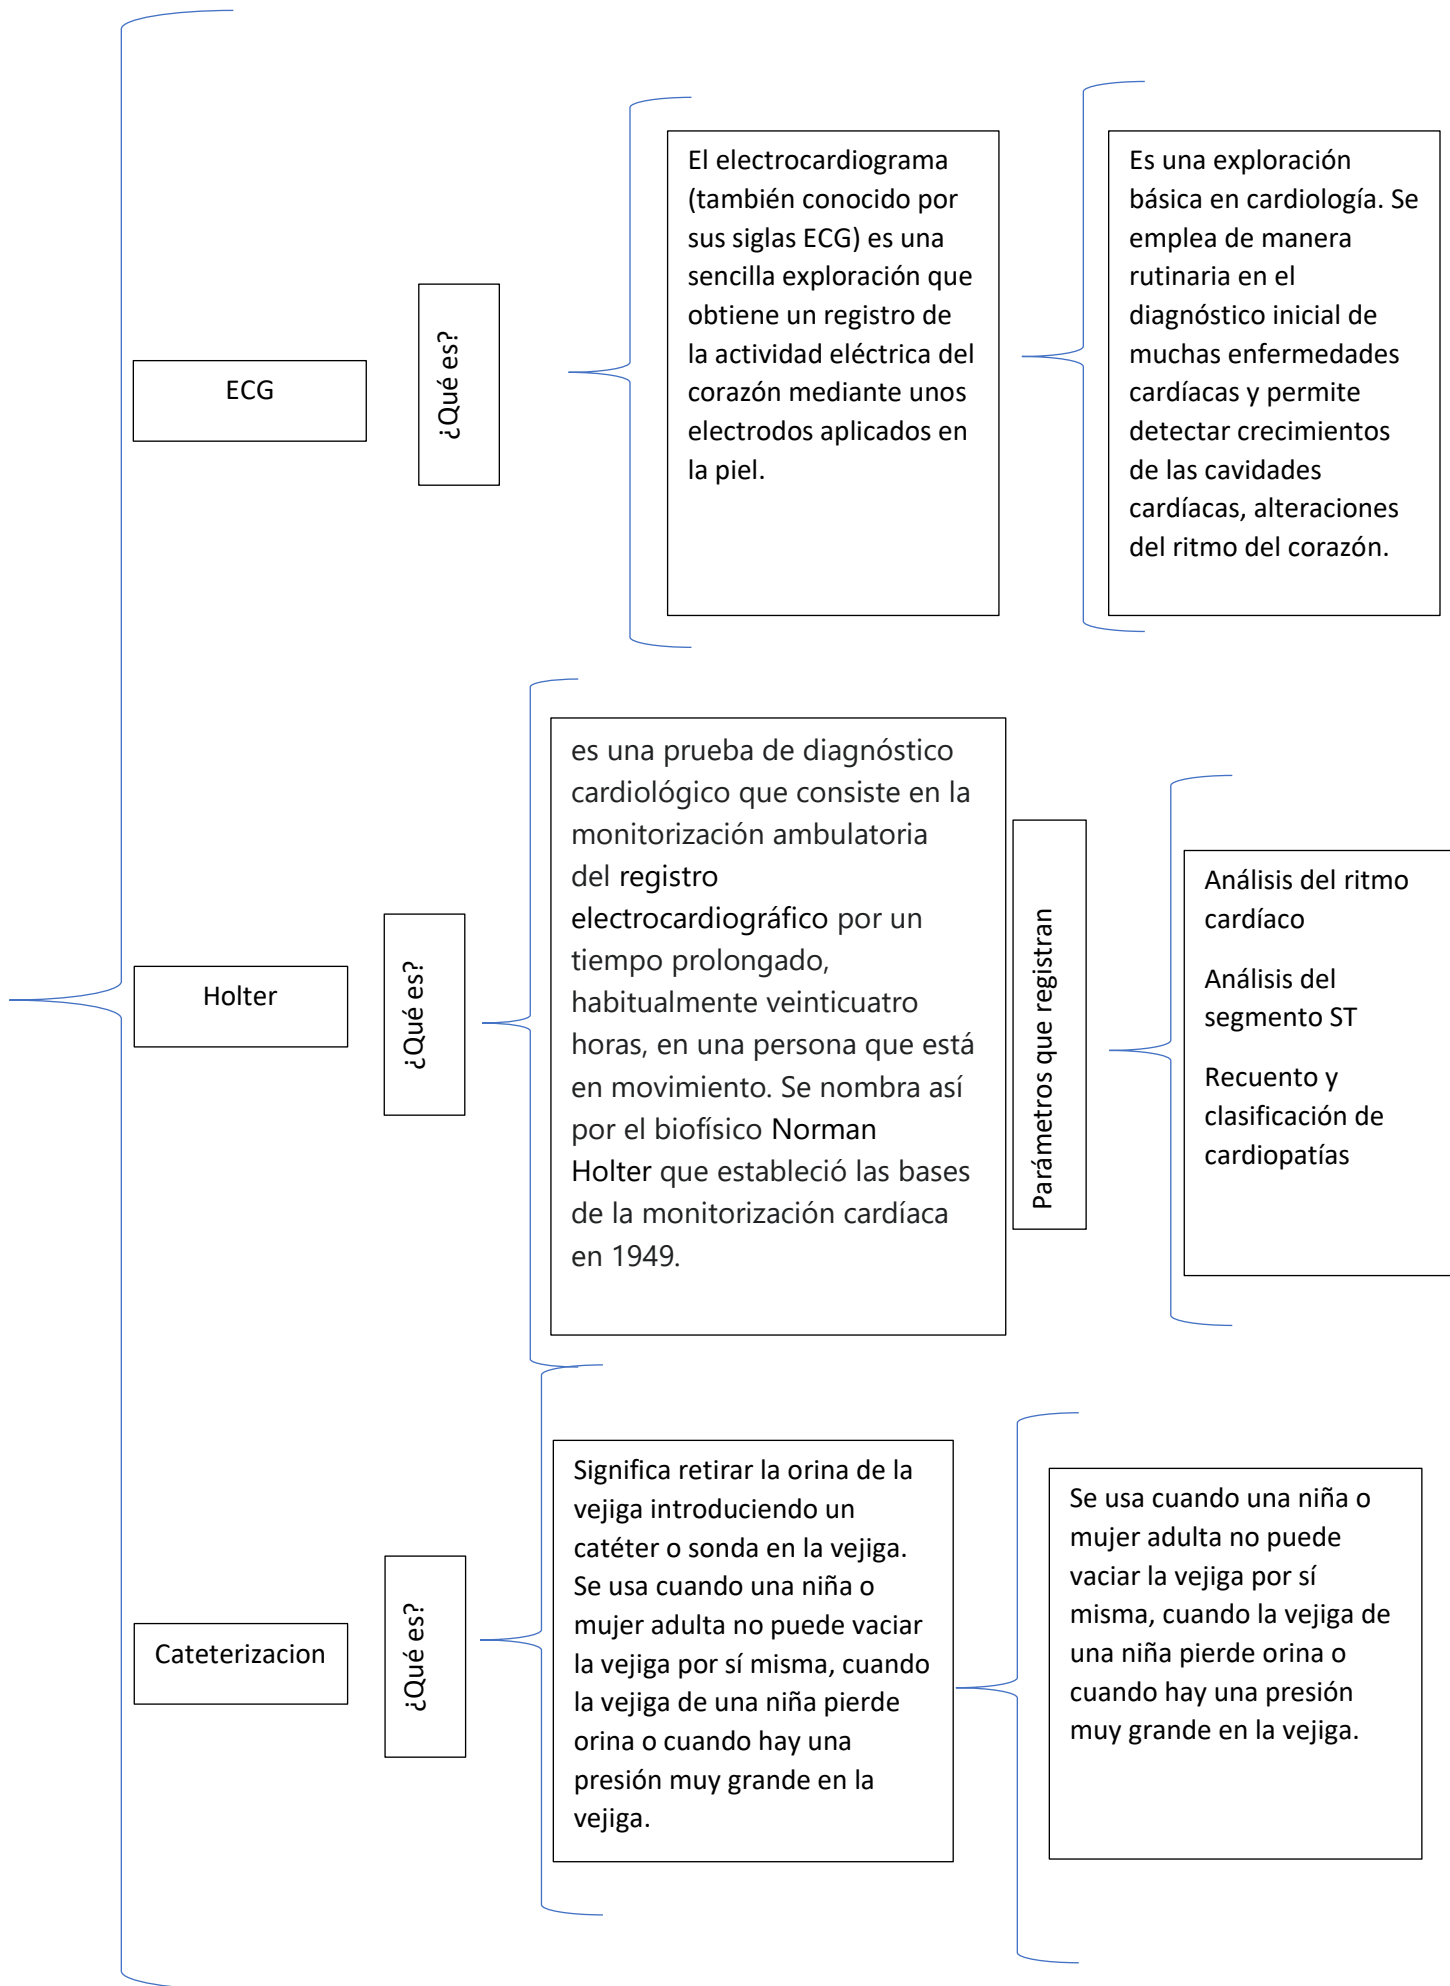 ECG
¿Qué es?
El electrocardiograma
(también conocido por
sus siglas ECG) es una
sencilla exploración que
obtiene un registro de
la actividad eléctrica del
corazón mediante unos
electrodos aplicados en
la piel.
Es una exploración
básica en cardiología. Se
emplea de manera
rutinaria en el
diagnóstico inicial de
muchas enfermedades
cardíacas y permite
detectar crecimientos
de las cavidades
cardíacas, alteraciones
del ritmo del corazón.
Holter
¿Qué es?
es una prueba de diagnóstico
cardiológico que consiste en la
monitorización ambulatoria
del registro
electrocardiográfico por un
tiempo prolongado,
habitualmente veinticuatro
horas, en una persona que está
en movimiento. Se nombra así
por el biofísico Norman
Holter que estableció las bases
de la monitorización cardíaca
en 1949.
Parámetros que registran
Análisis del ritmo
cardíaco
Análisis del
segmento ST
Recuento y
clasificación de
cardiopatías
Cateterizacion
¿Qué es?
Significa retirar la orina de la
vejiga introduciendo un
catéter o sonda en la vejiga.
Se usa cuando una niña o
mujer adulta no puede vaciar
la vejiga por sí misma, cuando
la vejiga de una niña pierde
orina o cuando hay una
presión muy grande en la
vejiga.
Se usa cuando una niña o
mujer adulta no puede
vaciar la vejiga por sí
misma, cuando la vejiga de
una niña pierde orina o
cuando hay una presión
muy grande en la vejiga.